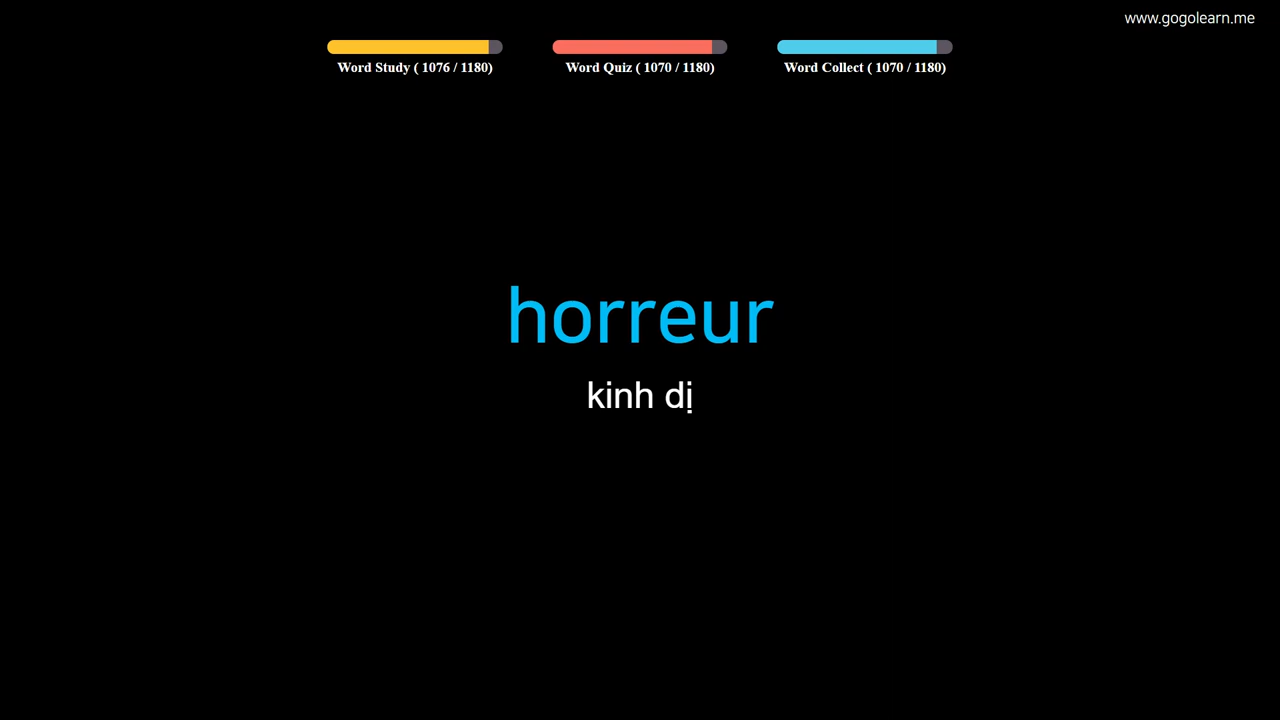 www.gogolearn.me
Word Study ( 1076 / 1180)
Word Quiz ( 1070 / 1180)
Word Collect ( 1070 / 1180)
horreur
kinh dị